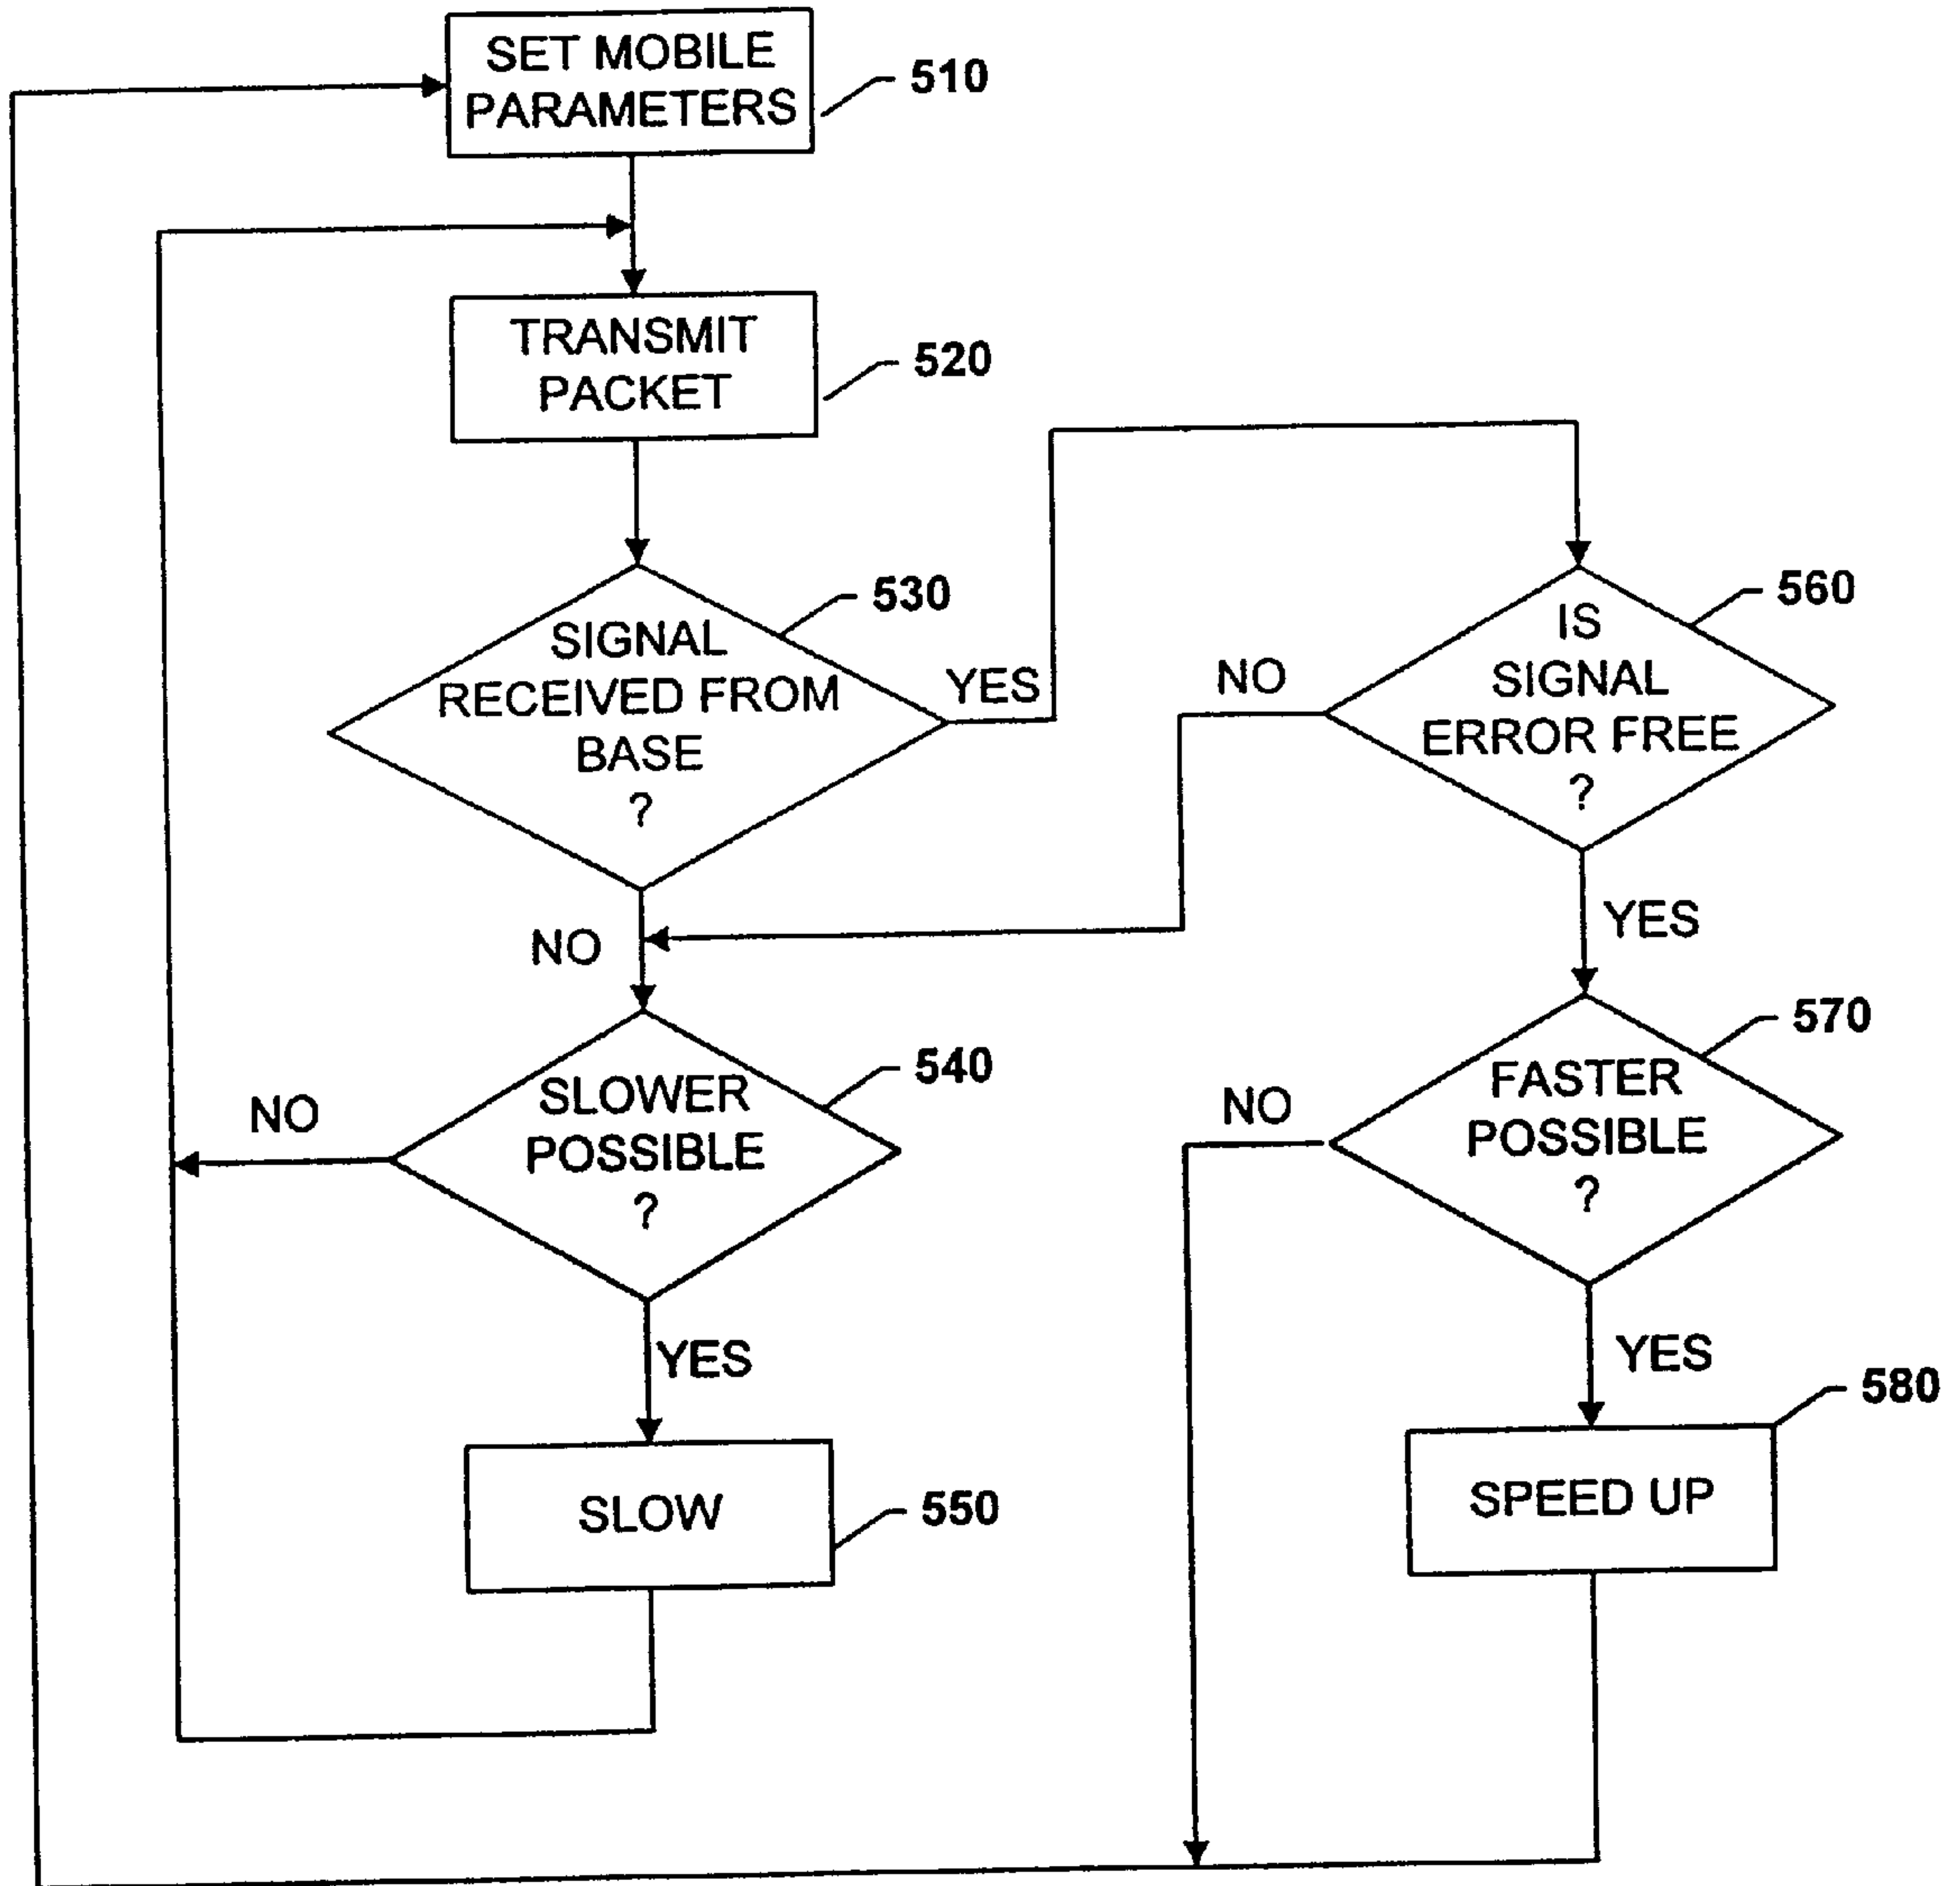 SET MOBILE
PARAMETERS
510
TRANSMIT
PACKET
520
SIGNAL
RECEIVED FROM
BASE
?
530
YES
NO
IS
SIGNAL
ERROR FREE
?
560
NO
YES
SLOWER
POSSIBLE
?
540
NO
YES
FASTER
POSSIBLE
?
570
NO
YES
SLOW
550
SPEED UP
580